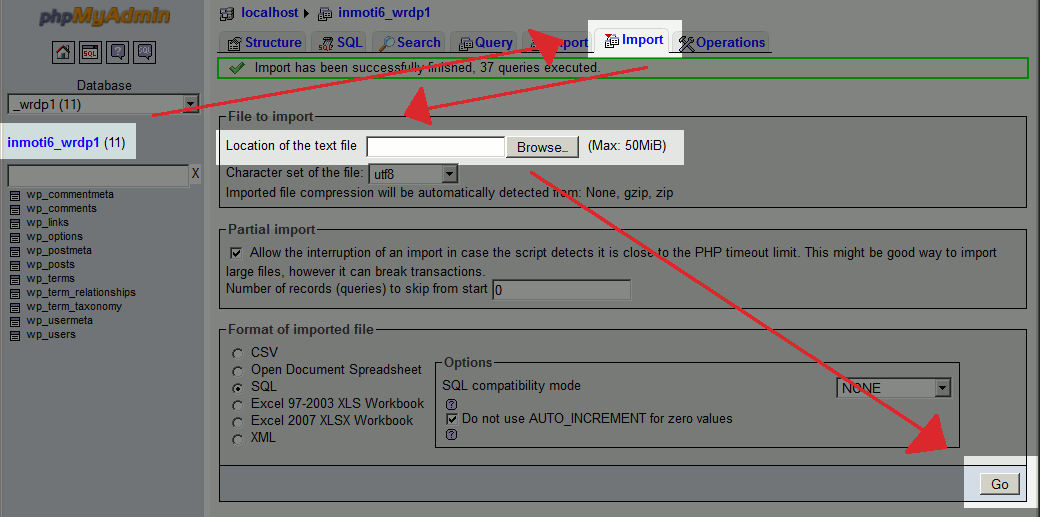 phpMyAdmin
SQL
?
SQL
Database
_wrdp1 (11)
inmoti6_wrdp1 (11)
X
wp_commentmeta
wp_comments
wp_links
wp_options
wp_postmeta
wp_posts
wp_terms
wp_term_relationships
wp_term_taxonomy
wp_usermeta
wp_users
localhost inmoti6_wrdp1
Structure SQL Search Query Import Operations
Import has been successfully finished, 37 queries executed.
File to import
Location of the text file Browse... (Max: 50MiB)
Character set of the file: utf8
Imported file compression will be automatically detected from: None, gzip, zip
Partial import
Allow the interruption of an import in case the script detects it is close to the PHP timeout limit. This might be good way to import
large files, however it can break transactions.
Number of records (queries) to skip from start 0
Format of imported file
CSV
Open Document Spreadsheet
SQL
Excel 97-2003 XLS Workbook
Excel 2007 XLSX Workbook
XML
Options
SQL compatibility mode NONE
?
Do not use AUTO_INCREMENT for zero values
?
Go